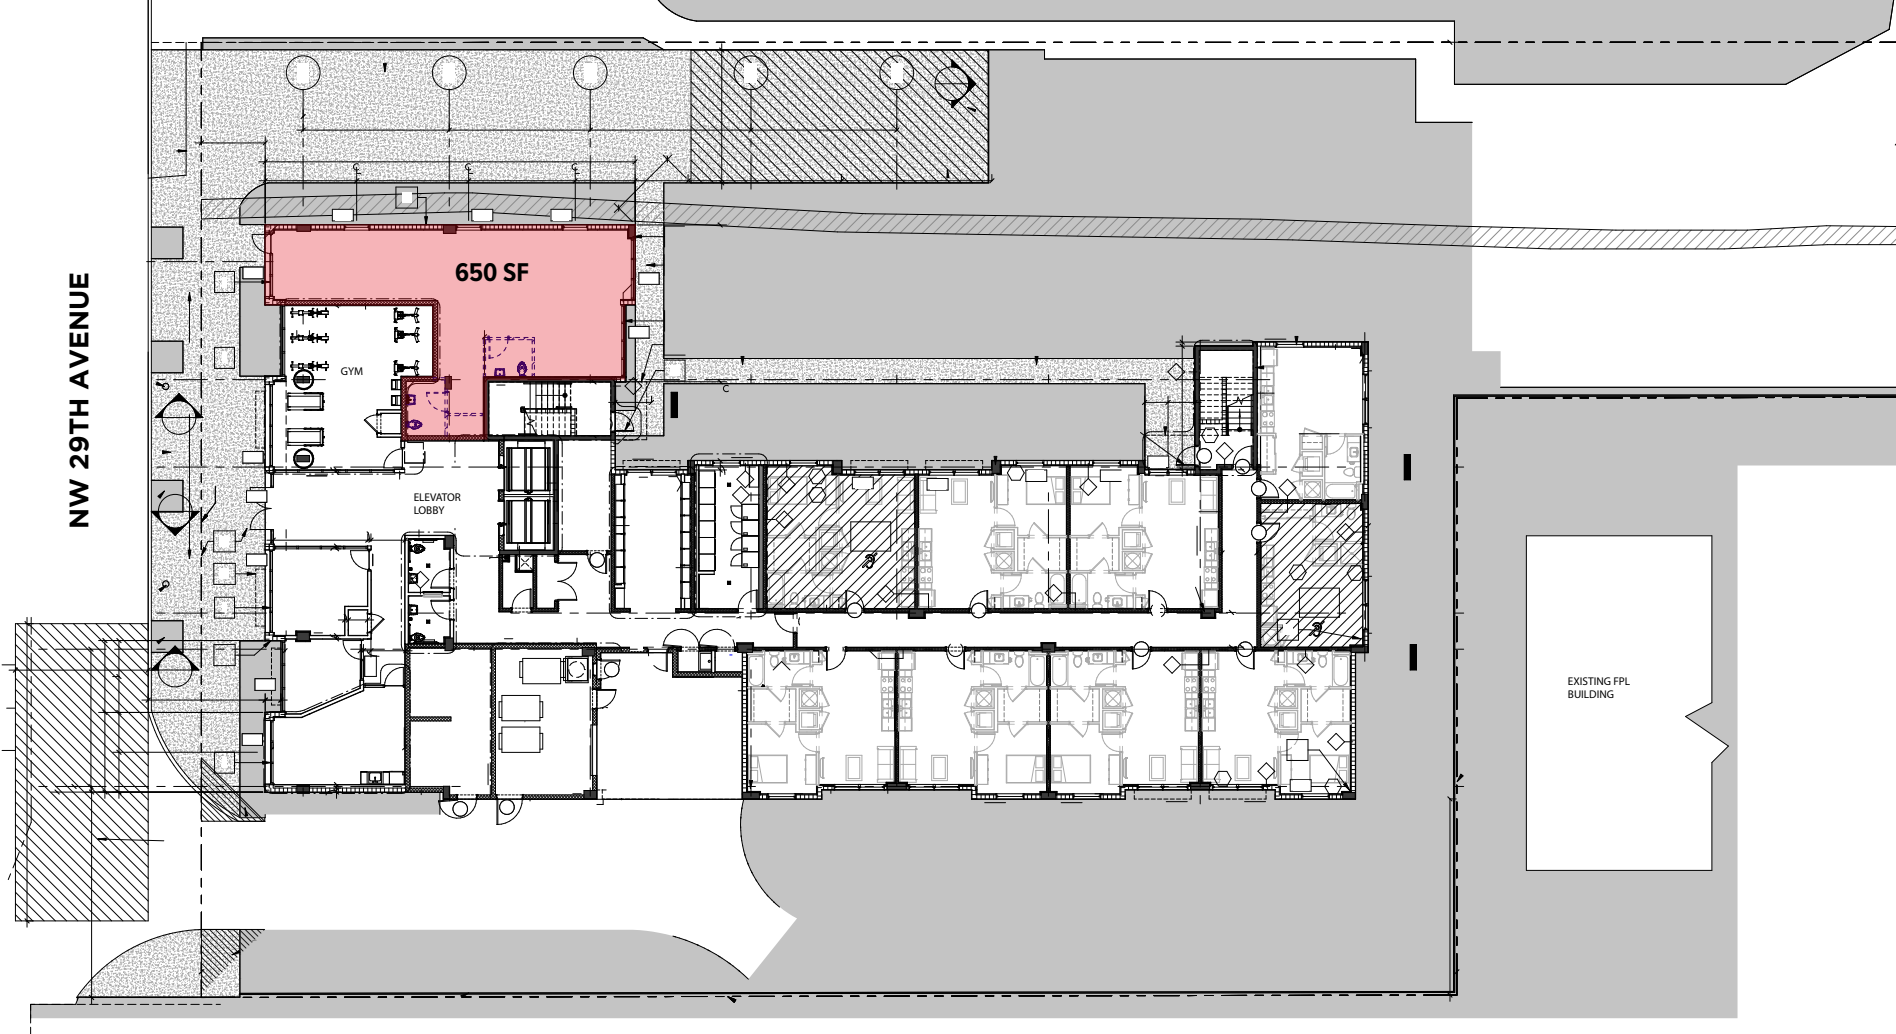 650 SF
NW 29TH AVENUE
GYM
ELEVATOR
LOBBY
EXISTING FPL
BUILDING